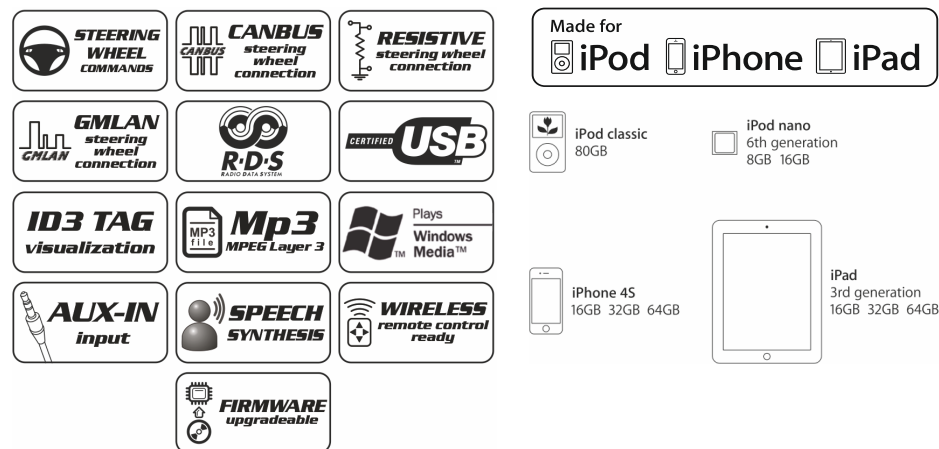 STEERING
WHEEL
COMMANDS
CANBUS
CANBUS
steering
wheel
connection
RESISTIVE
steering wheel
connection
GMLAN
GMLAN
steering
wheel
connection
R·D·S
RADIO DATA SYSTEM
CERTIFIED USB™
ID3 TAG
visualization
MP3
file
Mp3
MPEG Layer 3
TM
Plays
Windows
Media™
AUX-IN
input
SPEECH
SYNTHESIS
WIRELESS
remote control
ready
FIRMWARE
upgradeable
Made for
iPod iPhone iPad
iPod classic
80GB
iPod nano
6th generation
8GB 16GB
iPhone 4S
16GB 32GB 64GB
iPad
3rd generation
16GB 32GB 64GB